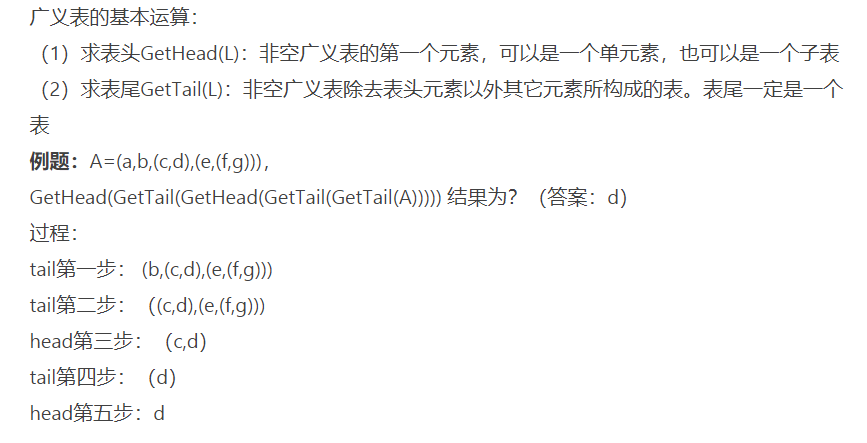 广义表的基本运算：
（1）求表头GetHead(L)：非空广义表的第一个元素，可以是一个单元素，也可以是一个子表
（2）求表尾GetTail(L)：非空广义表除去表头元素以外其它元素所构成的表。表尾一定是一个
表
例题：A=(a,b,(c,d),(e,(f,g)))，
GetHead(GetTail(GetHead(GetTail(GetTail(A))))) 结果为？（答案：d）
过程：
tail第一步： (b,(c,d),(e,(f,g)))
tail第二步：（(c,d),(e,(f,g)))
head第三步：（c,d）
tail第四步：（d）
head第五步：d